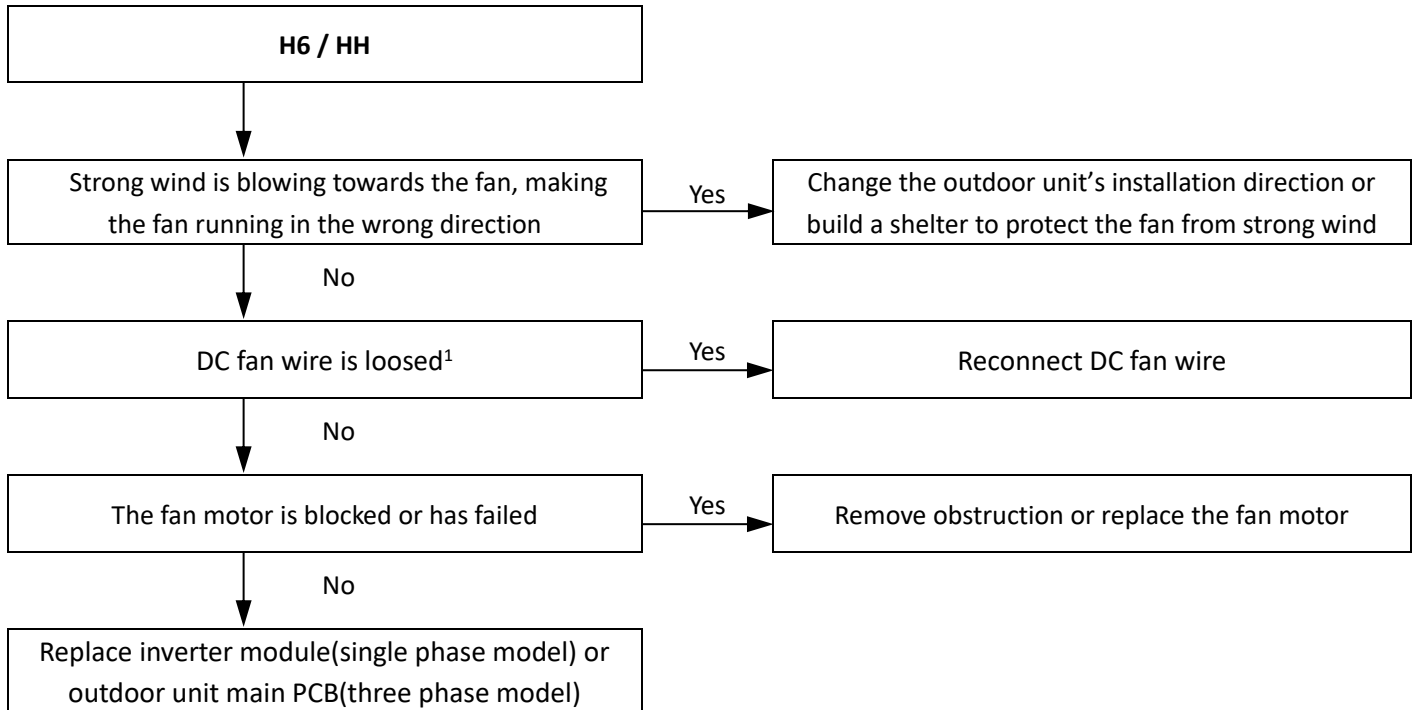 H6 / HH
Strong wind is blowing towards the fan, making
the fan running in the wrong direction
Yes
Change the outdoor unit’s installation direction or
build a shelter to protect the fan from strong wind
No
DC fan wire is loosed¹
Yes
Reconnect DC fan wire
No
The fan motor is blocked or has failed
Yes
Remove obstruction or replace the fan motor
No
Replace inverter module(single phase model) or
outdoor unit main PCB(three phase model)